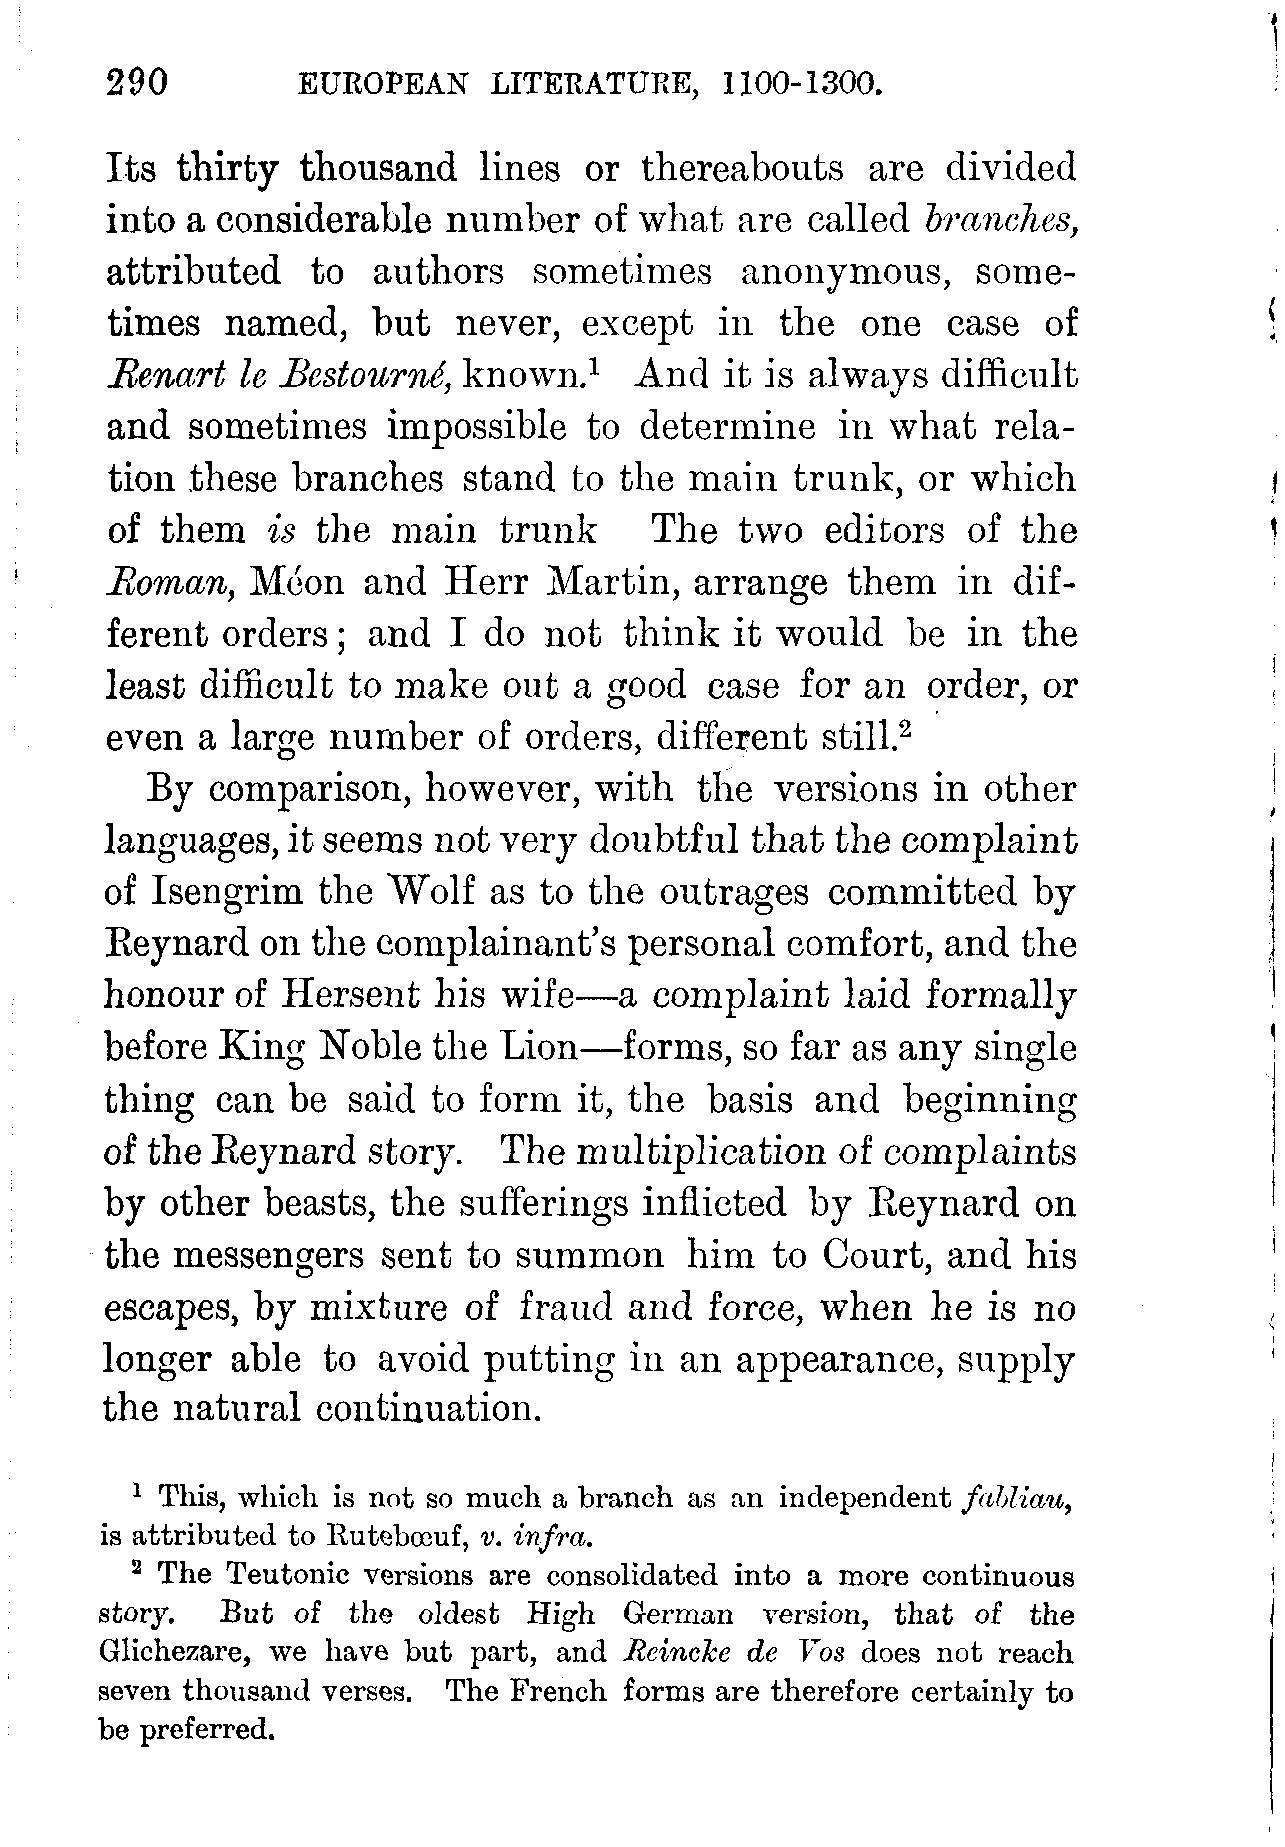 290 EUROPEAN LITERATURE, 1100-1300.
Its thirty thousand lines or thereabouts are divided
into a considerable number of what are called branches,
attributed to authors sometimes anonymous, some-
times named, but never, except in the one case of
Renart le Bestourné, known.¹ And it is always difficult
and sometimes impossible to determine in what rela-
tion these branches stand to the main trunk, or which
of them is the main trunk The two editors of the
Roman, Méon and Herr Martin, arrange them in dif-
ferent orders; and I do not think it would be in the
least difficult to make out a good case for an order, or
even a large number of orders, different still.²
By comparison, however, with the versions in other
languages, it seems not very doubtful that the complaint
of Isengrim the Wolf as to the outrages committed by
Reynard on the complainant's personal comfort, and the
honour of Hersent his wife—a complaint laid formally
before King Noble the Lion—forms, so far as any single
thing can be said to form it, the basis and beginning
of the Reynard story. The multiplication of complaints
by other beasts, the sufferings inflicted by Reynard on
the messengers sent to summon him to Court, and his
escapes, by mixture of fraud and force, when he is no
longer able to avoid putting in an appearance, supply
the natural continuation.
¹ This, which is not so much a branch as an independent fabliau,
is attributed to Rutebœuf, v. infra.
² The Teutonic versions are consolidated into a more continuous
story. But of the oldest High German version, that of the
Glichezare, we have but part, and Reincke de Vos does not reach
seven thousand verses. The French forms are therefore certainly to
be preferred.